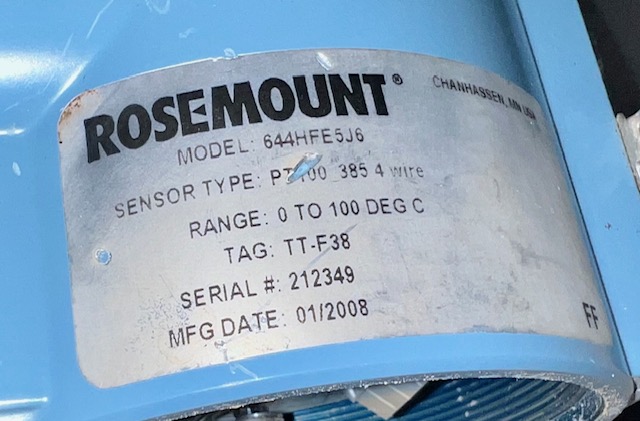 ROSEMOUNT®
CHANHASSEN, MN USA
MODEL: 644HFE5J6
SENSOR TYPE: PT100 385 4 wire
RANGE: 0 TO 100 DEG C
TAG: TT-F38
SERIAL #: 212349
MFG DATE: 01/2008
FF